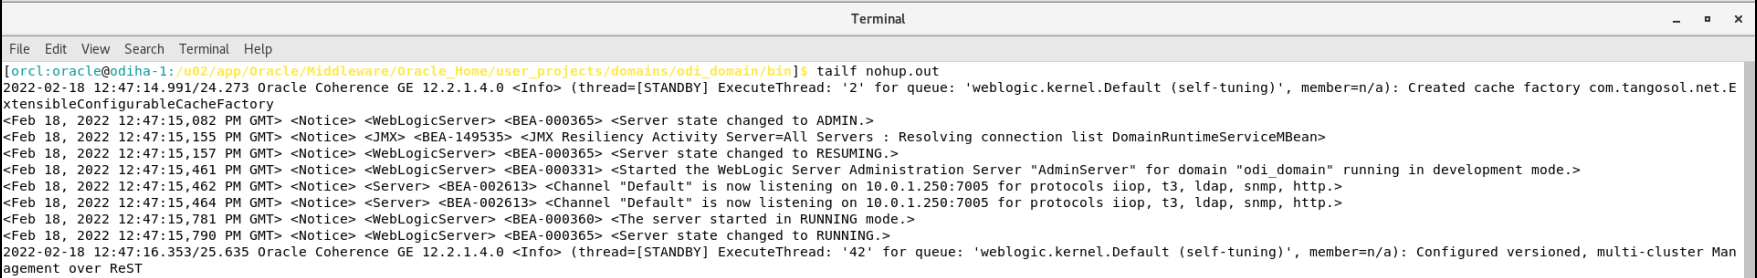 Terminal
File Edit View Search Terminal Help
[orcl:oracle@odiha-1:/u02/app/Oracle/Middleware/Oracle_Home/user_projects/domains/odi_domain/bin]$ tailf nohup.out
2022-02-18 12:47:14.991/24.273 Oracle Coherence GE 12.2.1.4.0 <Info> (thread=[STANDBY] ExecuteThread: '2' for queue: 'weblogic.kernel.Default (self-tuning)', member=n/a): Created cache factory com.tangosol.net.E
xtensibleConfigurableCacheFactory
<Feb 18, 2022 12:47:15,082 PM GMT> <Notice> <WebLogicServer> <BEA-000365> <Server state changed to ADMIN.>
<Feb 18, 2022 12:47:15,155 PM GMT> <Notice> <JMX> <BEA-149535> <JMX Resiliency Activity Server=All Servers : Resolving connection list DomainRuntimeServiceMBean>
<Feb 18, 2022 12:47:15,157 PM GMT> <Notice> <WebLogicServer> <BEA-000365> <Server state changed to RESUMING.>
<Feb 18, 2022 12:47:15,461 PM GMT> <Notice> <WebLogicServer> <BEA-000331> <Started the WebLogic Server Administration Server "AdminServer" for domain "odi_domain" running in development mode.>
<Feb 18, 2022 12:47:15,462 PM GMT> <Notice> <Server> <BEA-002613> <Channel "Default" is now listening on 10.0.1.250:7005 for protocols iiop, t3, ldap, snmp, http.>
<Feb 18, 2022 12:47:15,464 PM GMT> <Notice> <Server> <BEA-002613> <Channel "Default" is now listening on 10.0.1.250:7005 for protocols iiop, t3, ldap, snmp, http.>
<Feb 18, 2022 12:47:15,781 PM GMT> <Notice> <WebLogicServer> <BEA-000360> <The server started in RUNNING mode.>
<Feb 18, 2022 12:47:15,790 PM GMT> <Notice> <WebLogicServer> <BEA-000365> <Server state changed to RUNNING.>
2022-02-18 12:47:16.353/25.635 Oracle Coherence GE 12.2.1.4.0 <Info> (thread=[STANDBY] ExecuteThread: '42' for queue: 'weblogic.kernel.Default (self-tuning)', member=n/a): Configured versioned, multi-cluster Man
agement over ReST